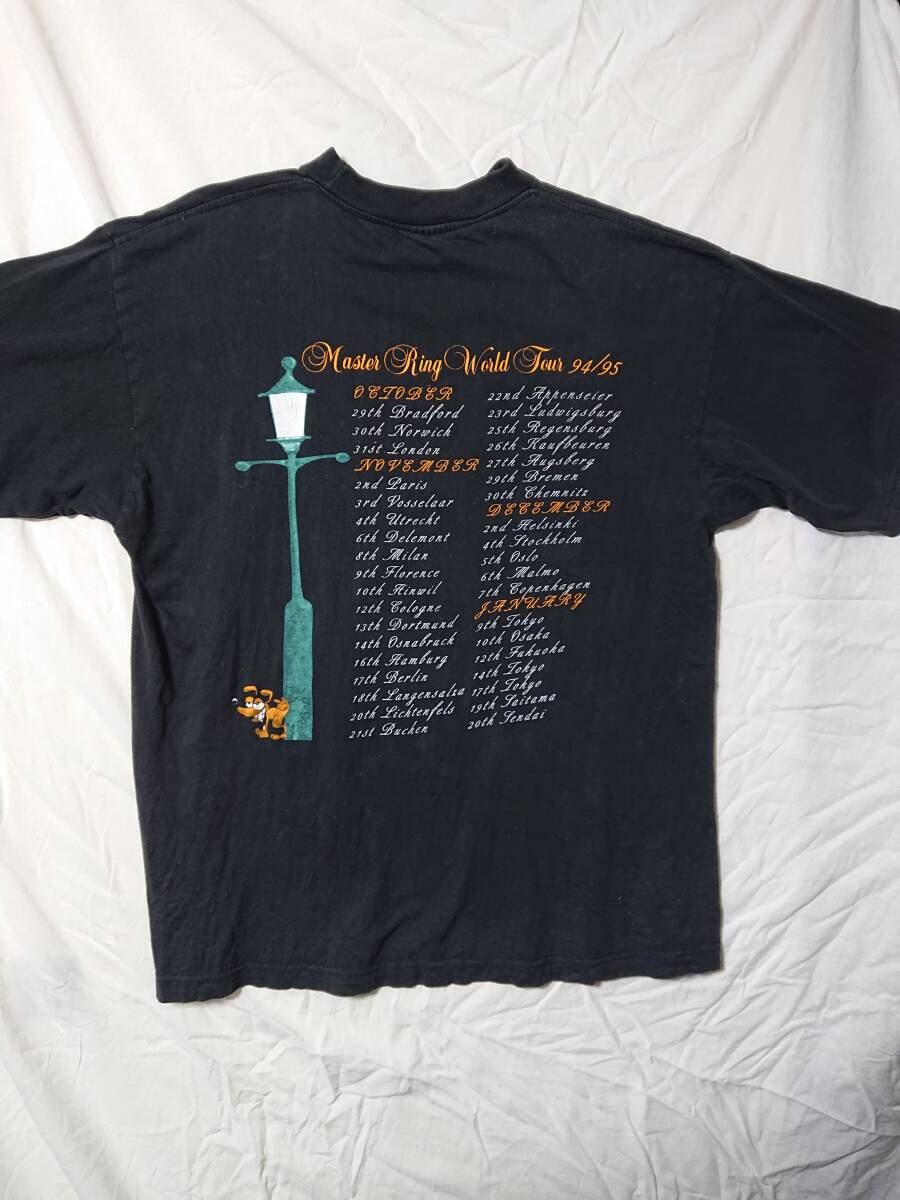 Master Ring World Tour 94/95
OCTOBER
29th Bradford
30th Norwich
31st London
NOVEMBER
2nd Paris
3rd Vosselaar
4th Utrecht
6th Delemont
8th Milan
9th Florence
10th Hinwil
12th Cologne
13th Dortmund
14th Osnabruck
16th Hamburg
17th Berlin
18th Langensalza
20th Lichtenfels
21st Buchen
22nd Appenseier
23rd Ludwigsburg
25th Regensburg
26th Kaufbeuren
27th Augsberg
29th Bremen
30th Chemnitz
DECEMBER
2nd Helsinki
4th Stockholm
5th Oslo
6th Malmo
7th Copenhagen
JANUARY
9th Tokyo
10th Osaka
12th Fukuoka
14th Tokyo
17th Tokyo
19th Saitama
20th Sendai